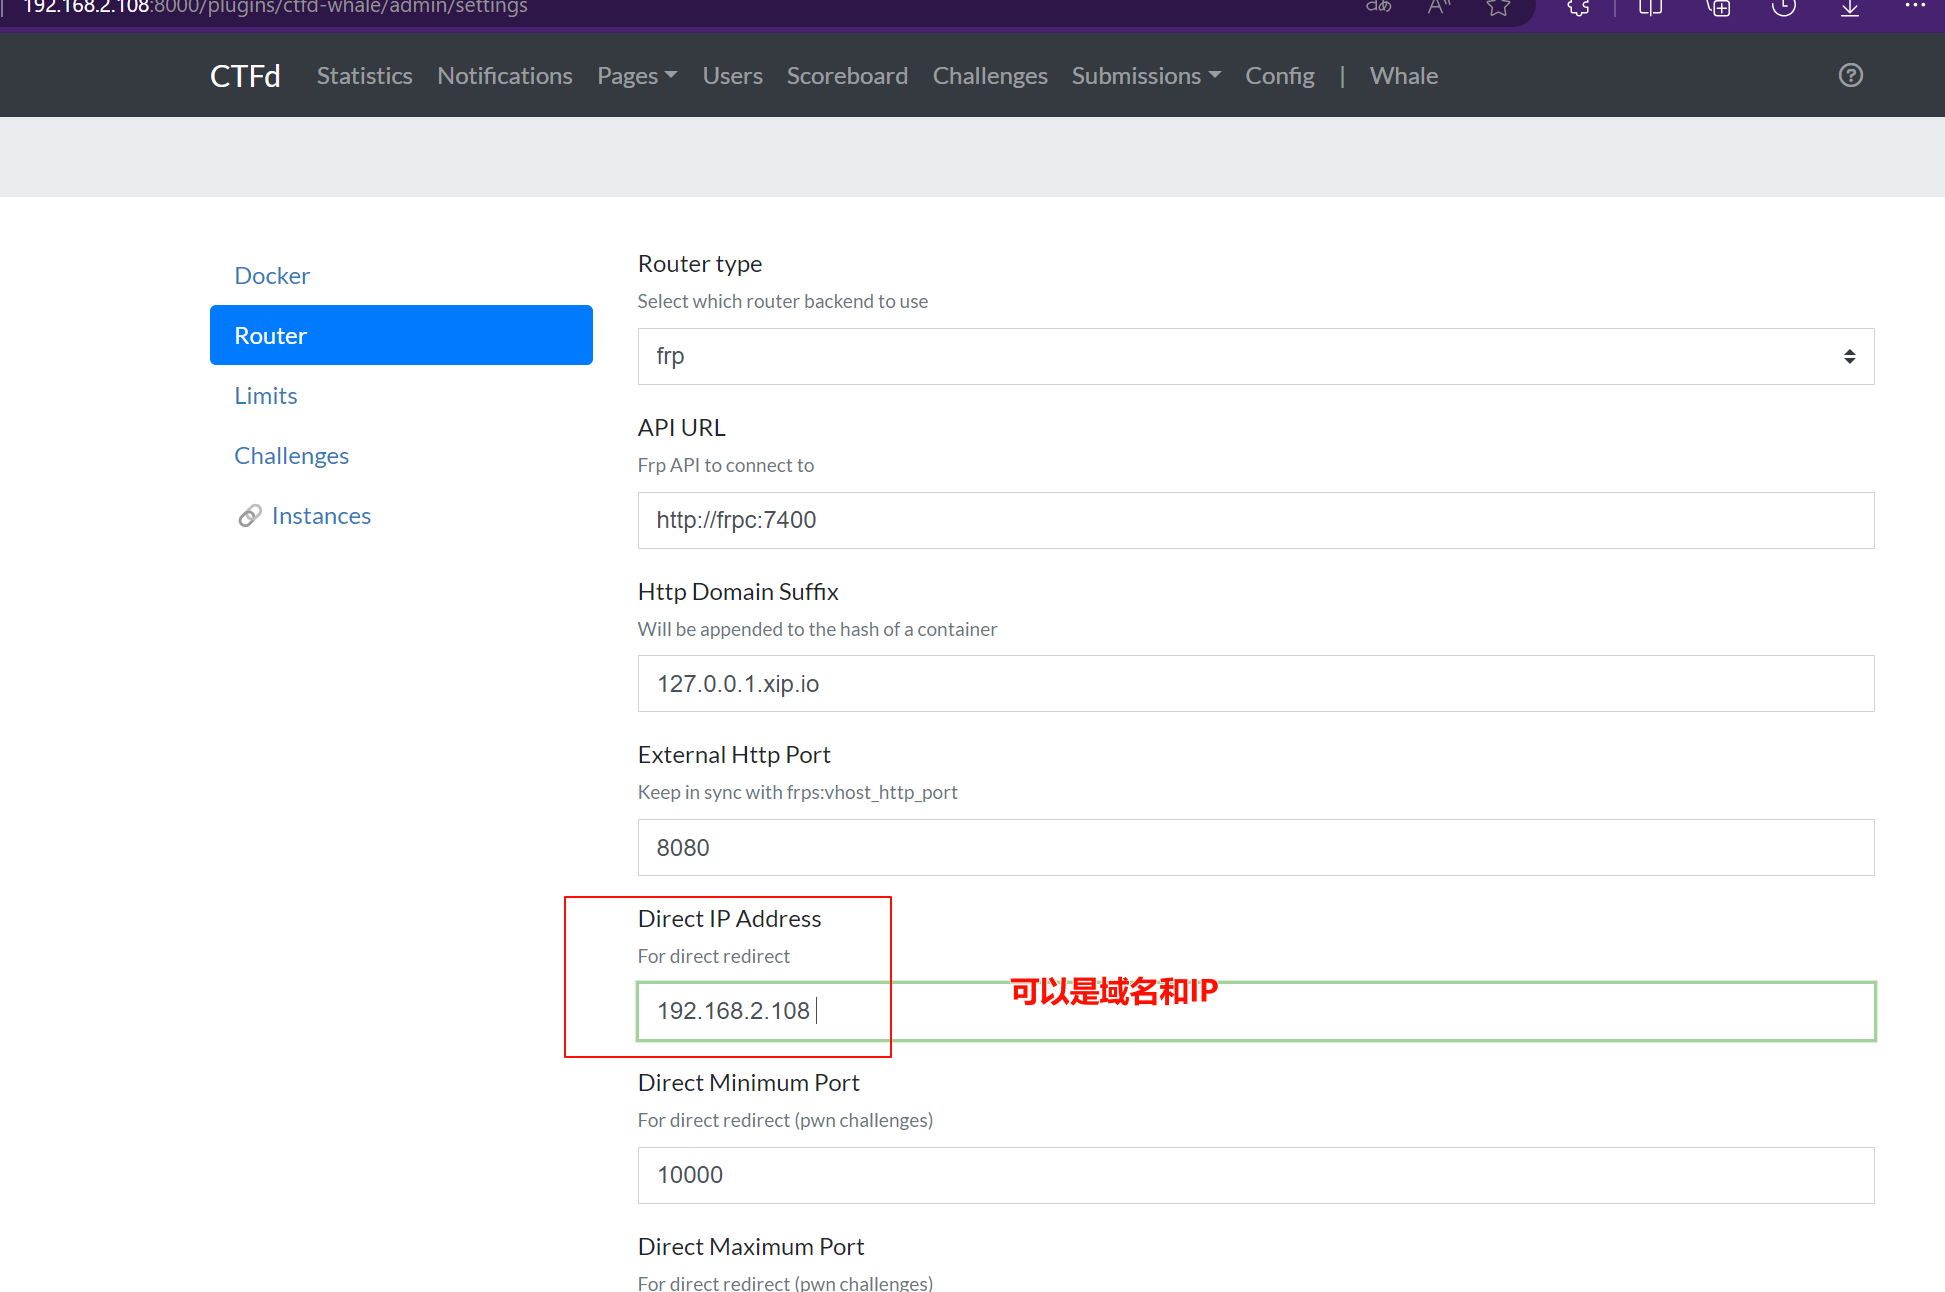 192.168.2.108:8000/plugins/ctfd-whale/admin/settings
CTFd Statistics Notifications Pages Users Scoreboard Challenges Submissions Config | Whale
Docker
Router
Limits
Challenges
Instances
Router type
Select which router backend to use
frp
API URL
Frp API to connect to
http://frpc:7400
Http Domain Suffix
Will be appended to the hash of a container
127.0.0.1.xip.io
External Http Port
Keep in sync with frps:vhost_http_port
8080
Direct IP Address
For direct redirect
192.168.2.108
可以是域名和IP
Direct Minimum Port
For direct redirect (pwn challenges)
10000
Direct Maximum Port
For direct redirect (pwn challenges)